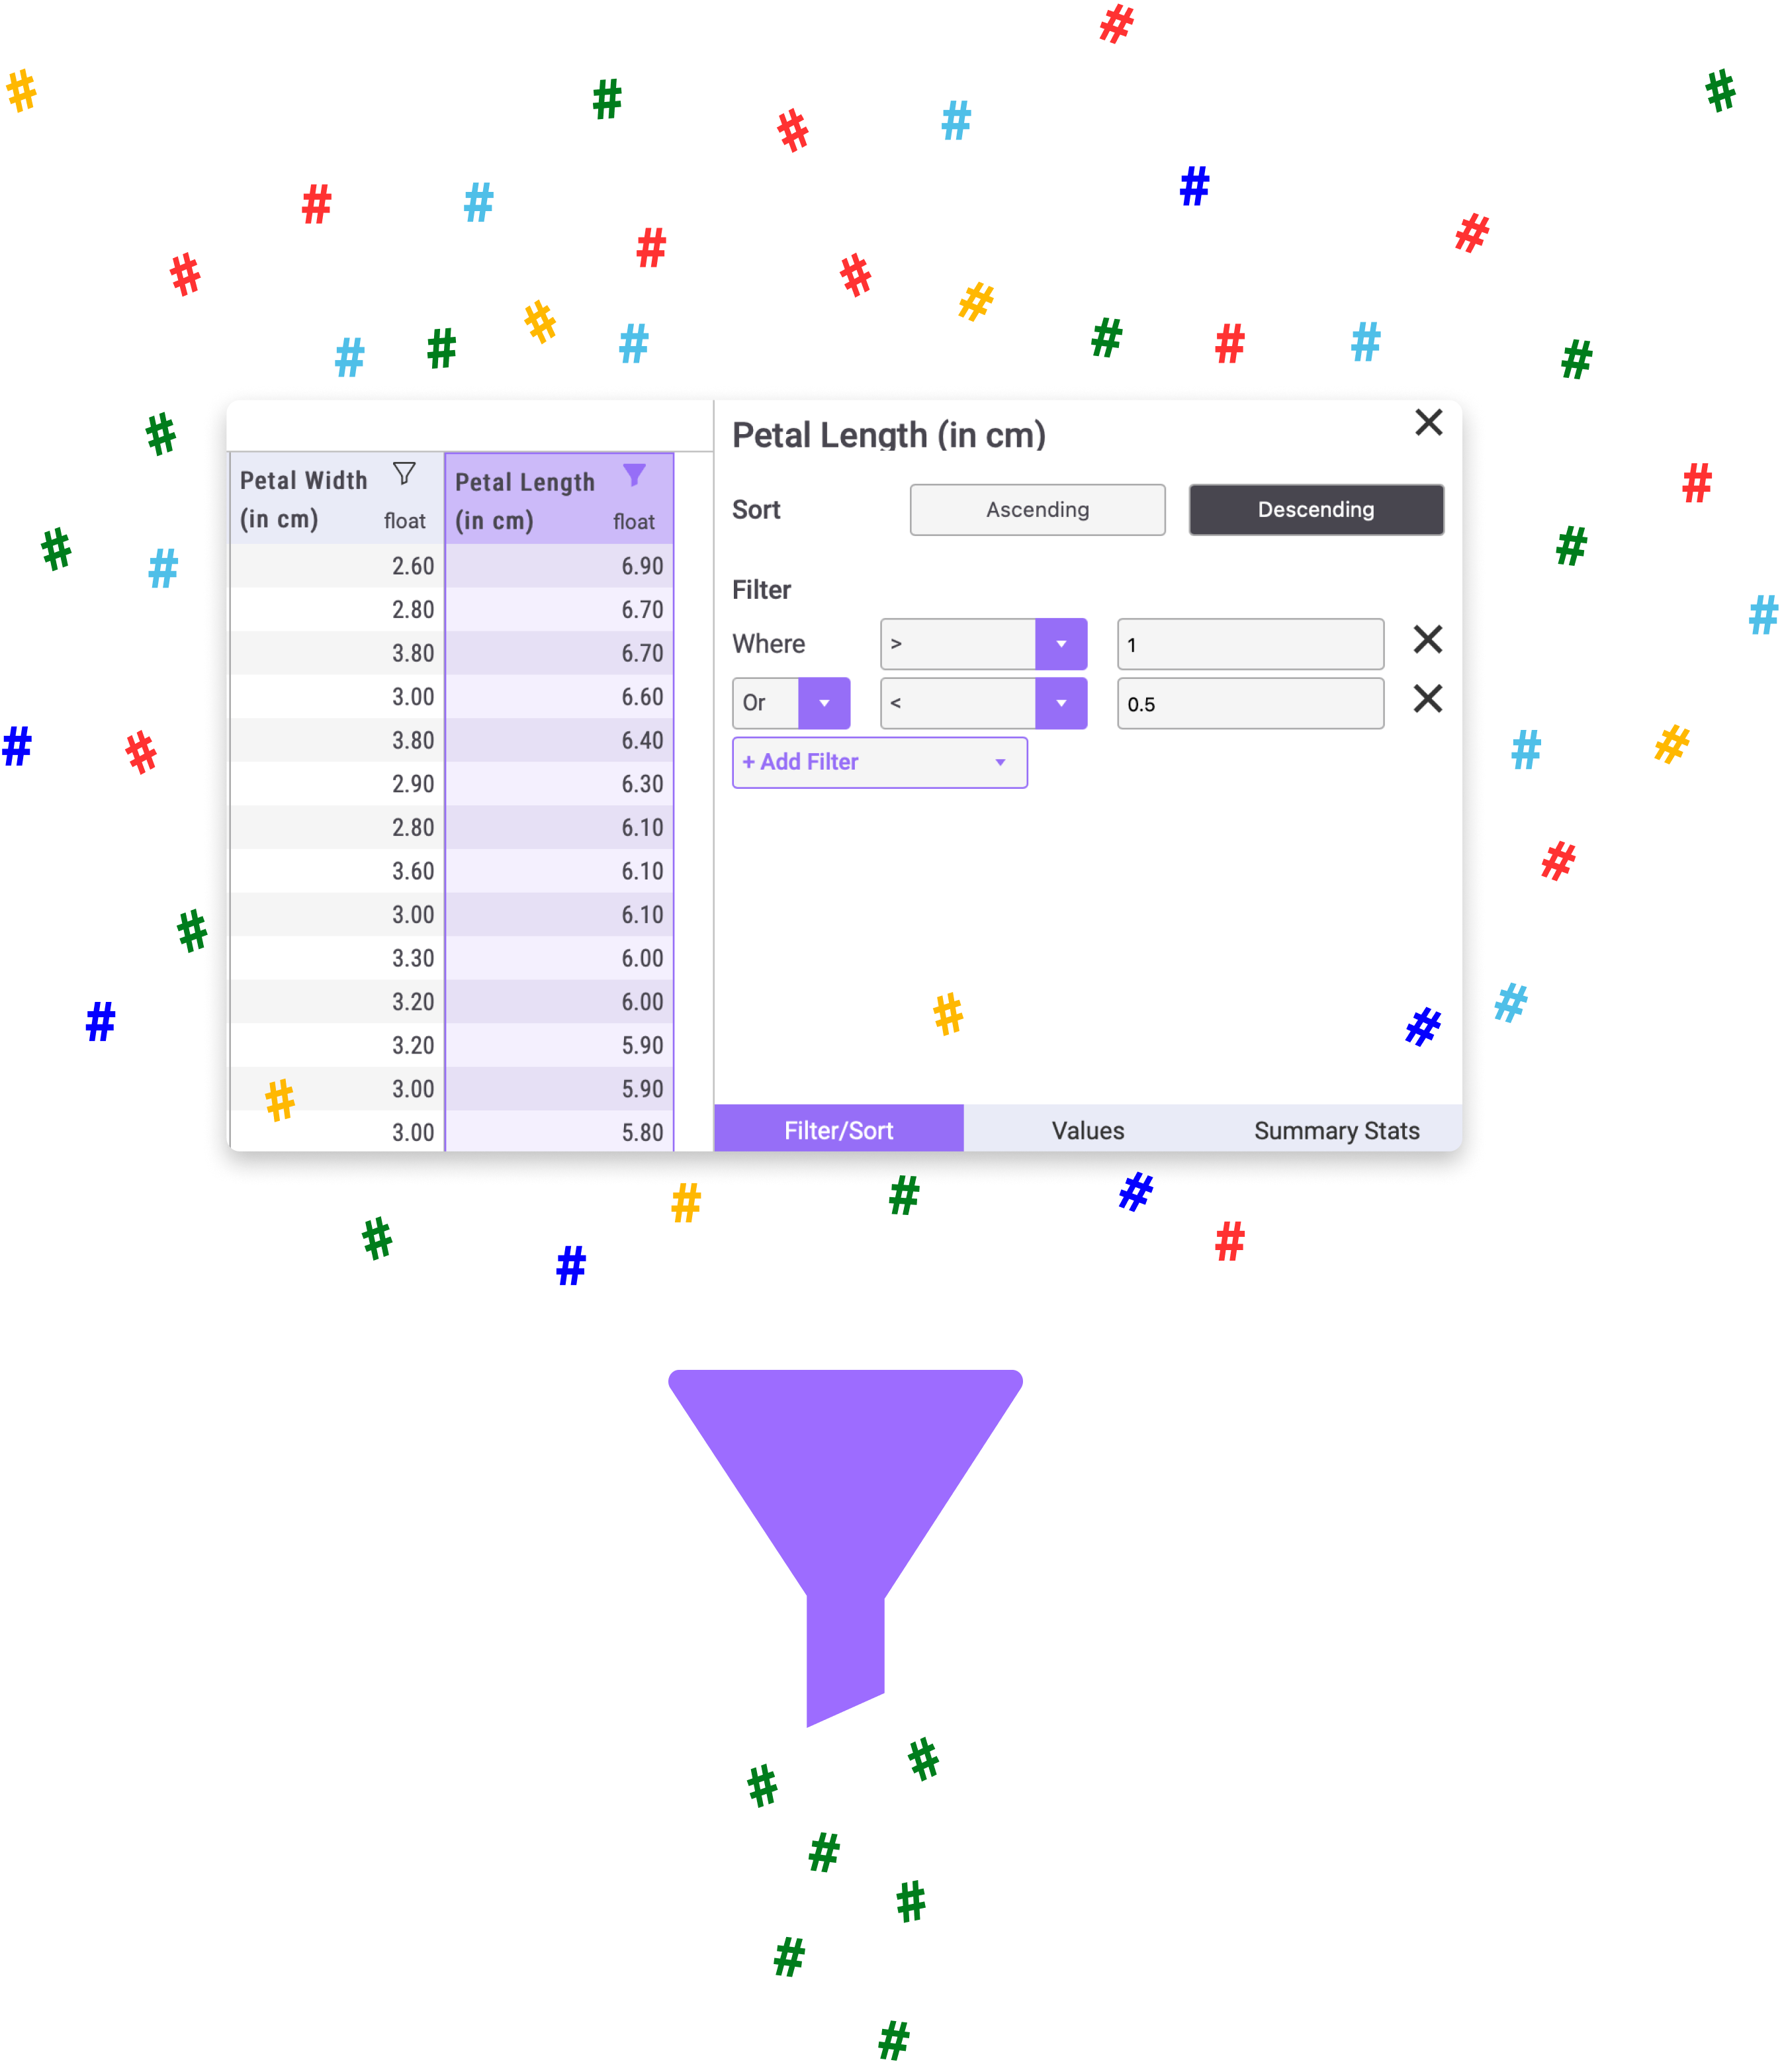 #
# # # # #
#
# # # #
# # # #
# # # # # # # #
Petal Length (in cm)
#
Petal Width Petal Length
(in cm) float (in cm) float
Sort Ascending Descending
#
# # #
2.60 6.90
Filter
2.80 6.70
#
Where > 1
3.80 6.70
3.00 6.60
Or < 0.5
3.80 6.40
# # # #
+ Add Filter
2.90 6.30
2.80 6.10
3.60 6.10
#
3.00 6.10
#
3.30 6.00
3.20 6.00
# # # #
3.20 5.90
# 3.00 5.90
3.00 5.80
Filter/Sort Values Summary Stats
# # #
# # #
#
#
#
#
#
#